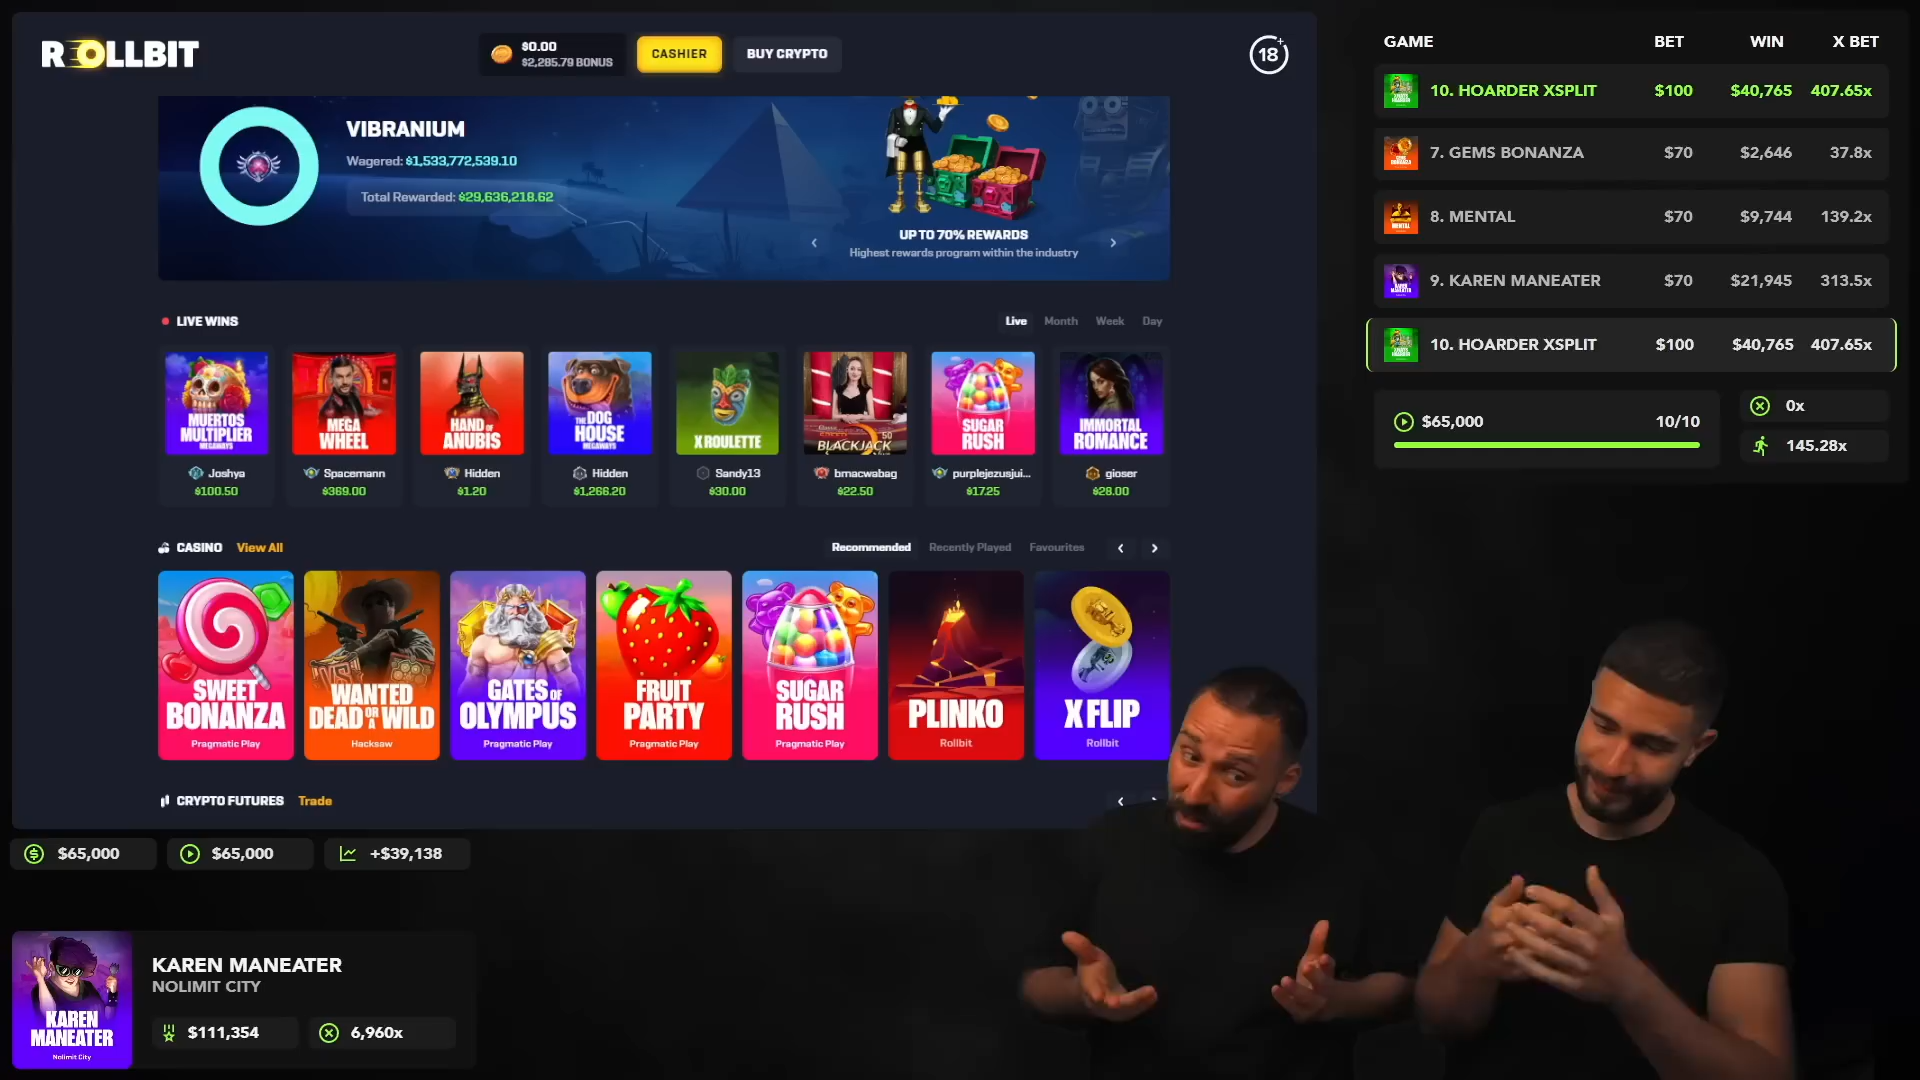 ROLLBIT
$0.00
$2,285.79 BONUS
CASHIER
BUY CRYPTO
18+
VIBRANIUM
Wagered: $1,533,772,539.10
Total Rewarded: $29,636,218.62
UP TO 70% REWARDS
Highest rewards program within the industry
LIVE WINS
Live Month Week Day
MUERTOS
MULTIPLIER
MEGAWAYS
Joshya
$100.50
MEGA
WHEEL
Spacemann
$369.00
HAND OF
ANUBIS
Hidden
$1.20
THE DOG
HOUSE
MEGAWAYS
Hidden
$1,266.20
X ROULETTE
Sandy13
$30.00
50
BLACKJACK
bmacwabag
$22.50
SUGAR
RUSH
purplejezusjui...
$17.25
IMMORTAL
ROMANCE
gioser
$28.00
CASINO View All
Recommended Recently Played Favourites
SWEET
BONANZA
Pragmatic Play
WANTED
DEAD OR A WILD
Hacksaw
GATES OF
OLYMPUS
Pragmatic Play
FRUIT
PARTY
Pragmatic Play
SUGAR
RUSH
Pragmatic Play
PLINKO
Rollbit
X FLIP
Rollbit
CRYPTO FUTURES Trade
$65,000
$65,000
+$39,138
KAREN
MANEATER
Nolimit City
KAREN MANEATER
NOLIMIT CITY
$111,354
6,960x
GAME BET WIN X BET
10. HOARDER XSPLIT $100 $40,765 407.65x
7. GEMS BONANZA $70 $2,646 37.8x
8. MENTAL $70 $9,744 139.2x
9. KAREN MANEATER $70 $21,945 313.5x
10. HOARDER XSPLIT $100 $40,765 407.65x
$65,000 10/10
0x
145.28x